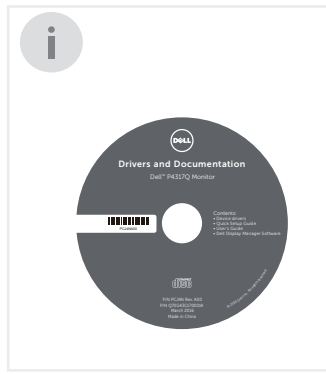 i
DELL
Drivers and Documentation
Dell™ P4317Q Monitor
Contents:
• Device drivers
• Quick Setup Guide
• User's Guide
• Dell Display Manager Software
March 2016
Made in China